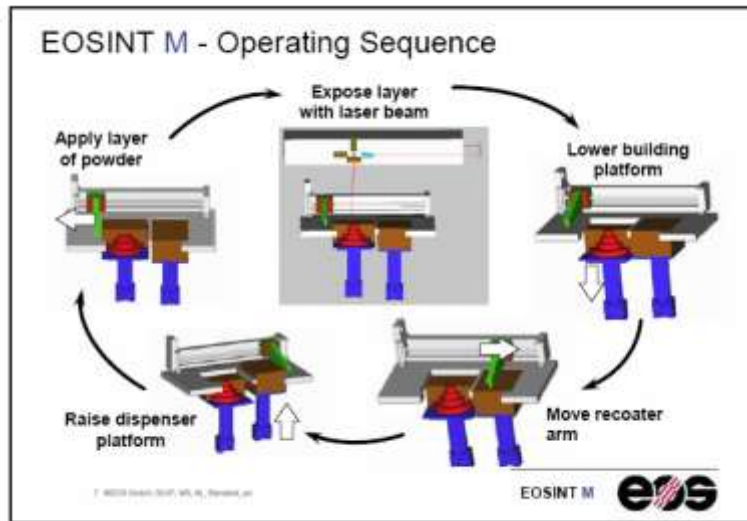 EOSINT M - Operating Sequence
Expose layer
with laser beam
Apply layer
of powder
Lower building
platform
Raise dispenser
platform
Move recoater
arm
7
EOSINT M
eos